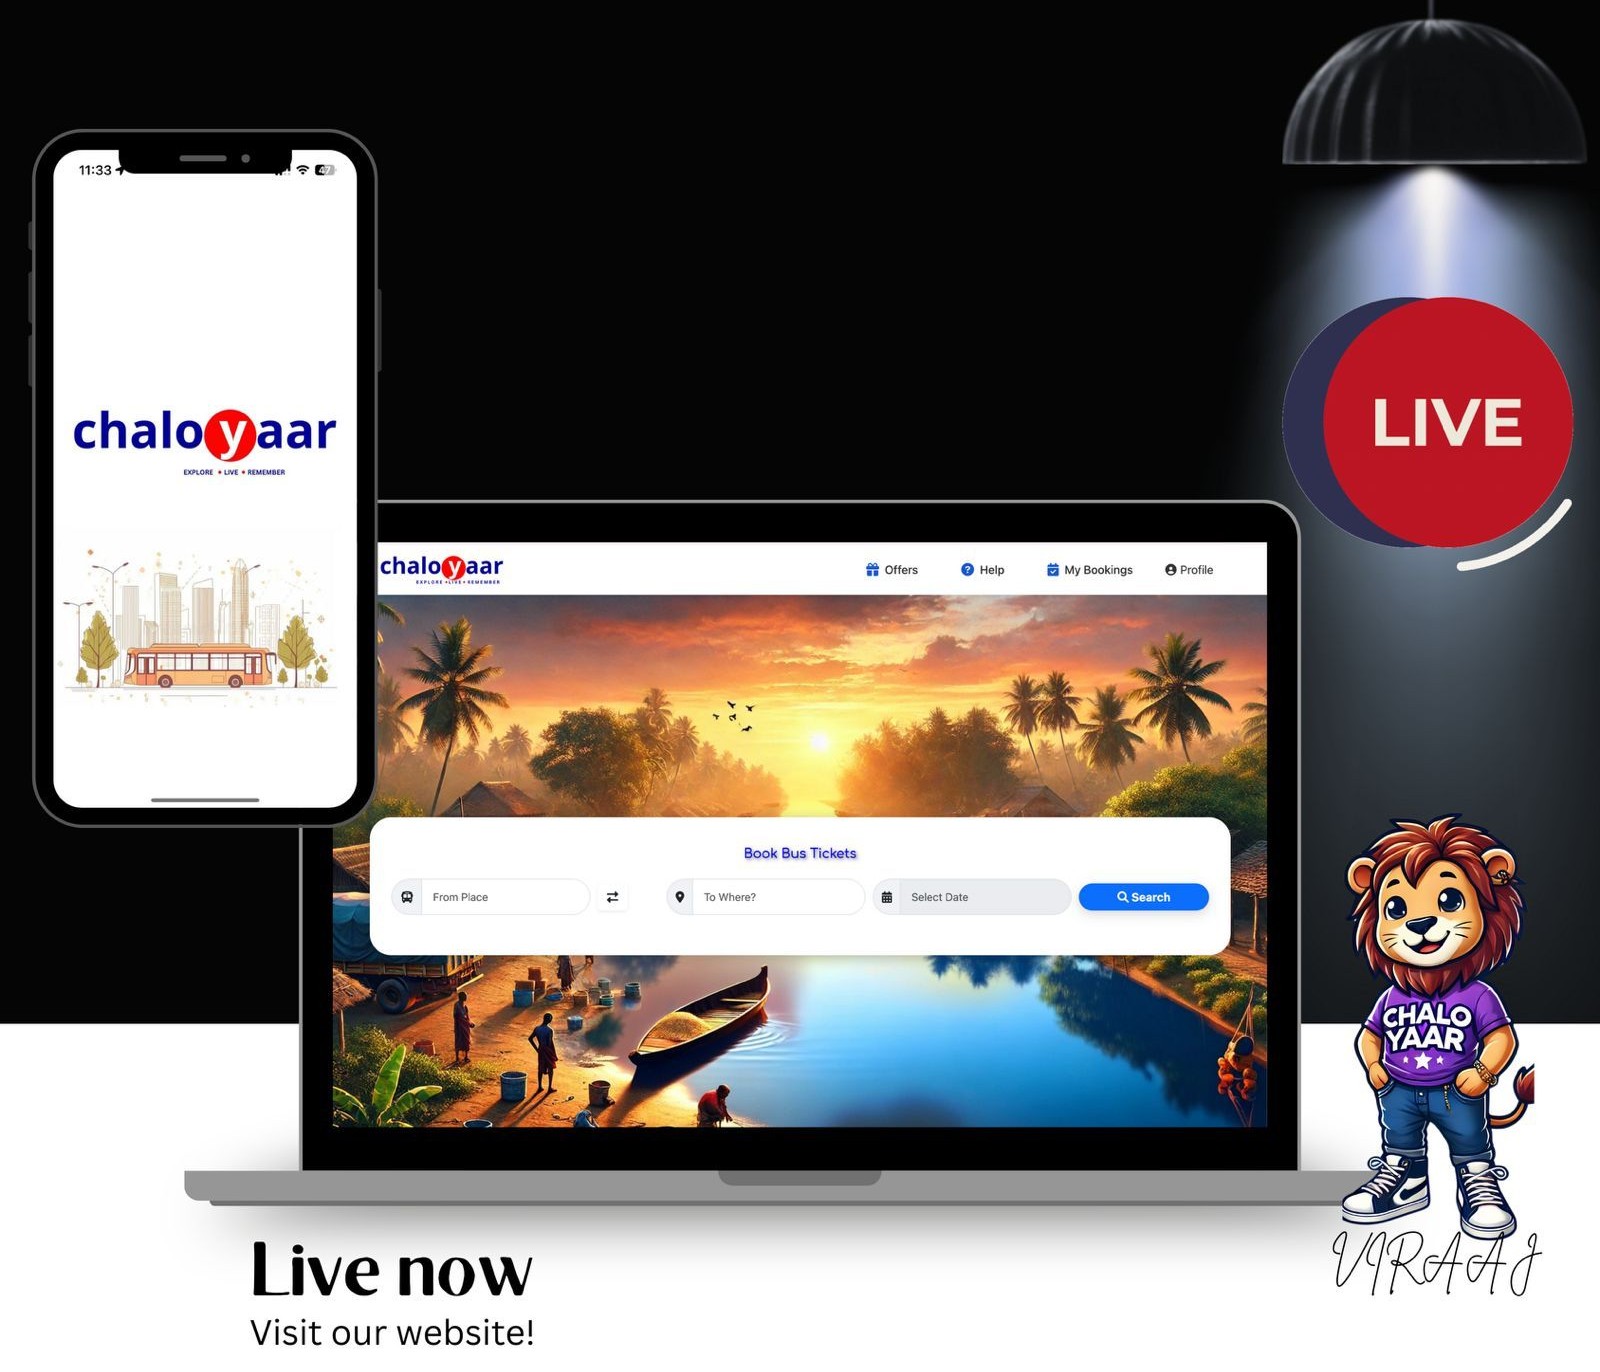 11:33
47
chaloyaar
EXPLORE • LIVE • REMEMBER
LIVE
chaloyaar
EXPLORE • LIVE • REMEMBER
Offers
Help
My Bookings
Profile
Book Bus Tickets
From Place
To Where?
Select Date
Search
CHALO
YAAR
VIRAAJ
Live now
Visit our website!